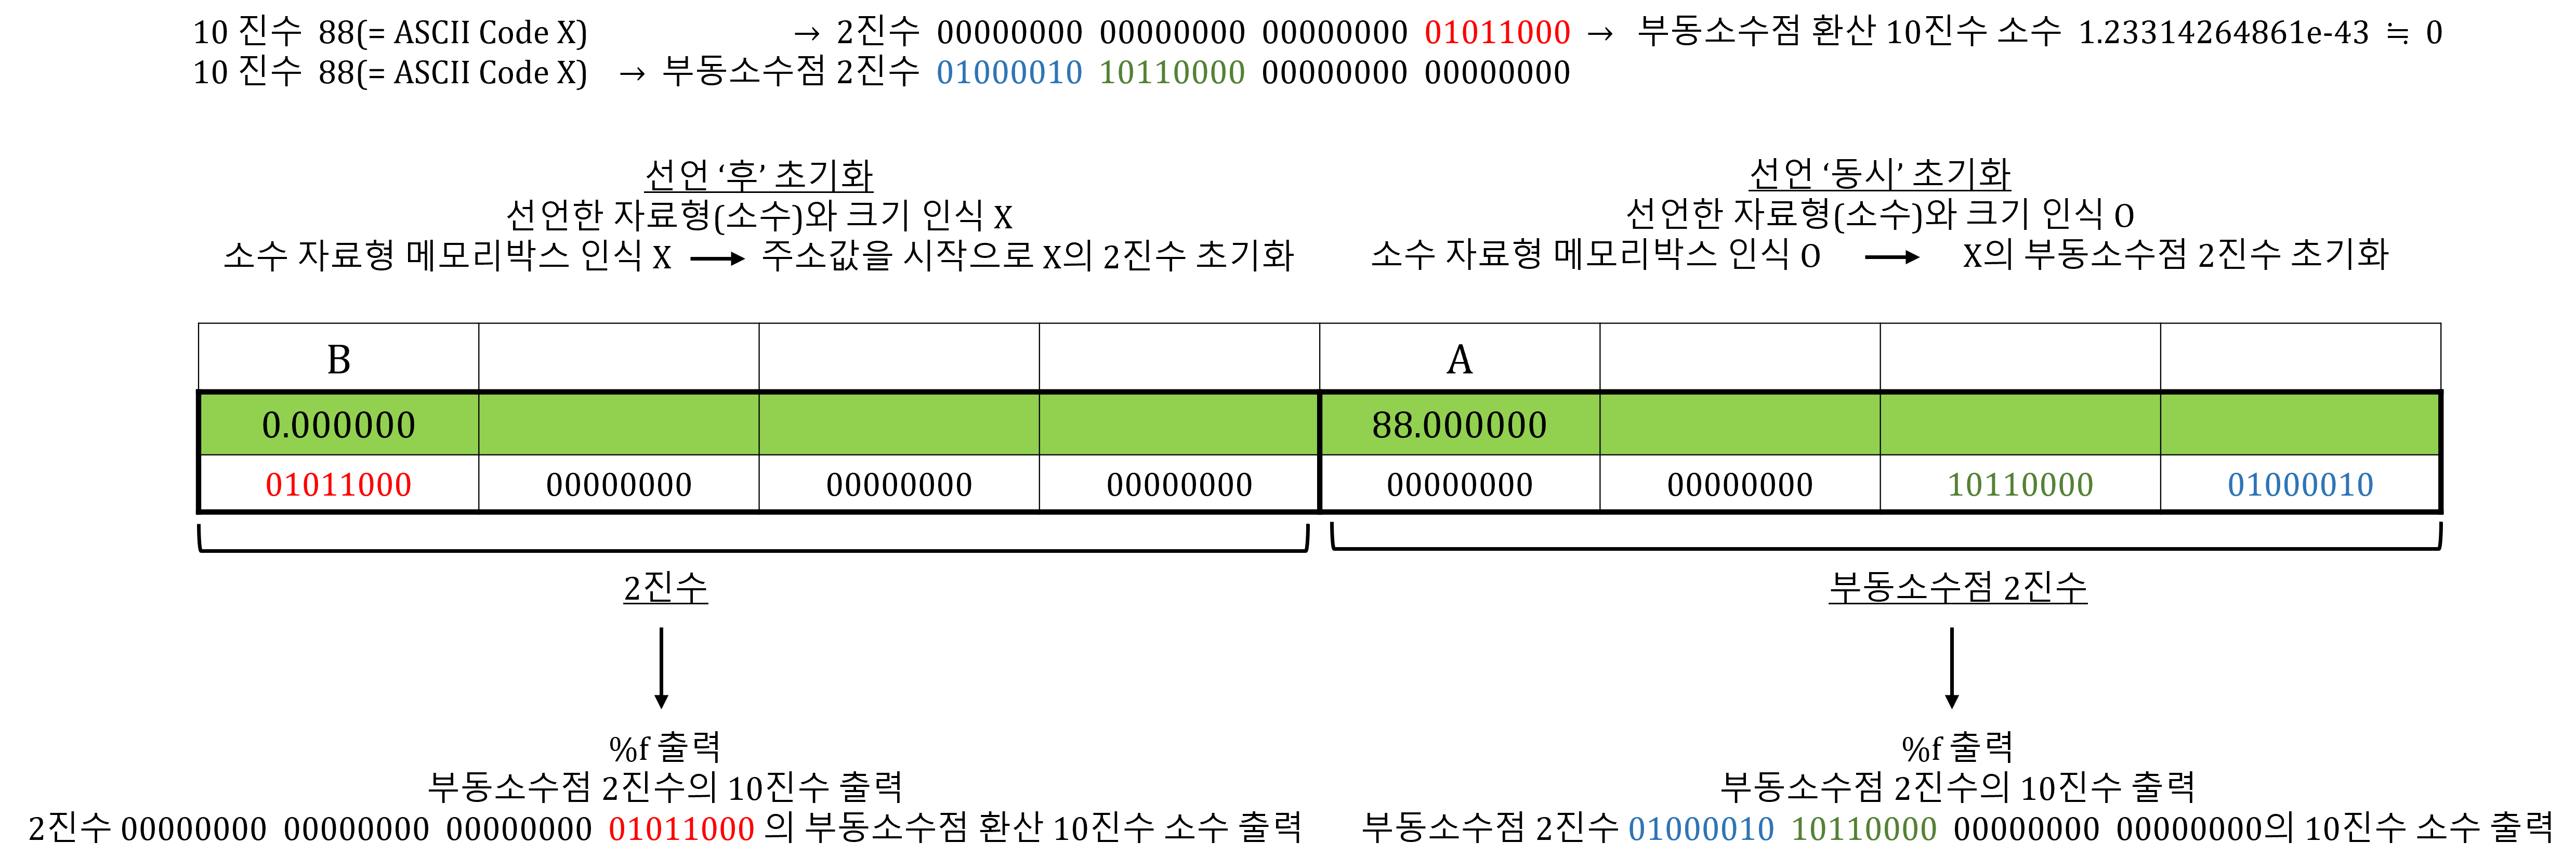 10 진수 88(= ASCII Code X) → 2진수 00000000 00000000 00000000 01011000 → 부동소수점 환산 10진수 소수 1.23314264861e-43 ≒ 0
10 진수 88(= ASCII Code X) → 부동소수점 2진수 01000010 10110000 00000000 00000000
선언 ‘후’ 초기화
선언한 자료형(소수)와 크기 인식 X
소수 자료형 메모리박스 인식 X → 주소값을 시작으로 X의 2진수 초기화
선언 ‘동시’ 초기화
선언한 자료형(소수)와 크기 인식 O
소수 자료형 메모리박스 인식 O → X의 부동소수점 2진수 초기화
B A
0.000000 88.000000
01011000 00000000 00000000 00000000 00000000 00000000 10110000 01000010
2진수
%f 출력
부동소수점 2진수의 10진수 출력
2진수 00000000 00000000 00000000 01011000 의 부동소수점 환산 10진수 소수 출력
부동소수점 2진수
%f 출력
부동소수점 2진수의 10진수 출력
부동소수점 2진수 01000010 10110000 00000000 00000000의 10진수 소수 출력